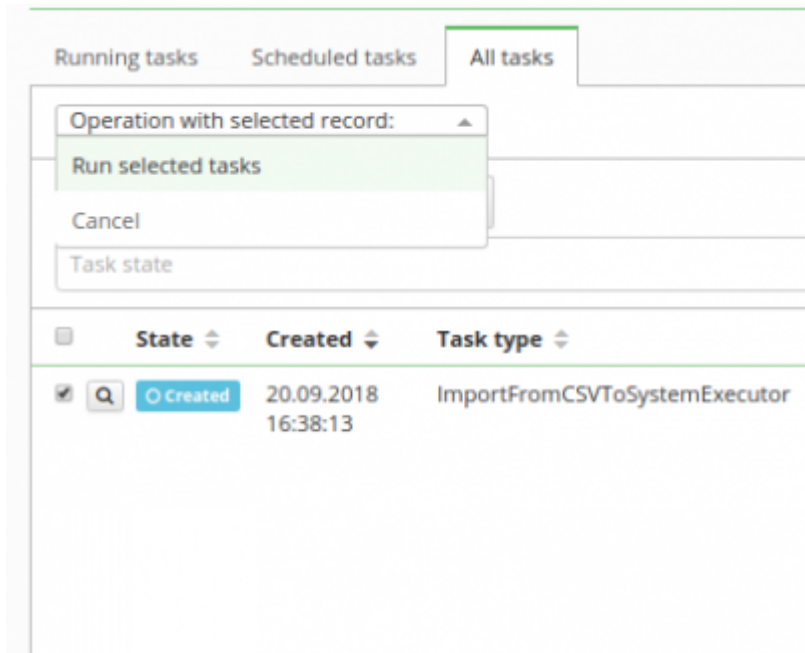 Running tasks Scheduled tasks All tasks
Operation with selected record:
Run selected tasks
Cancel
Task state
State Created Task type
Created 20.09.2018 ImportFromCSVToSystemExecutor
16:38:13